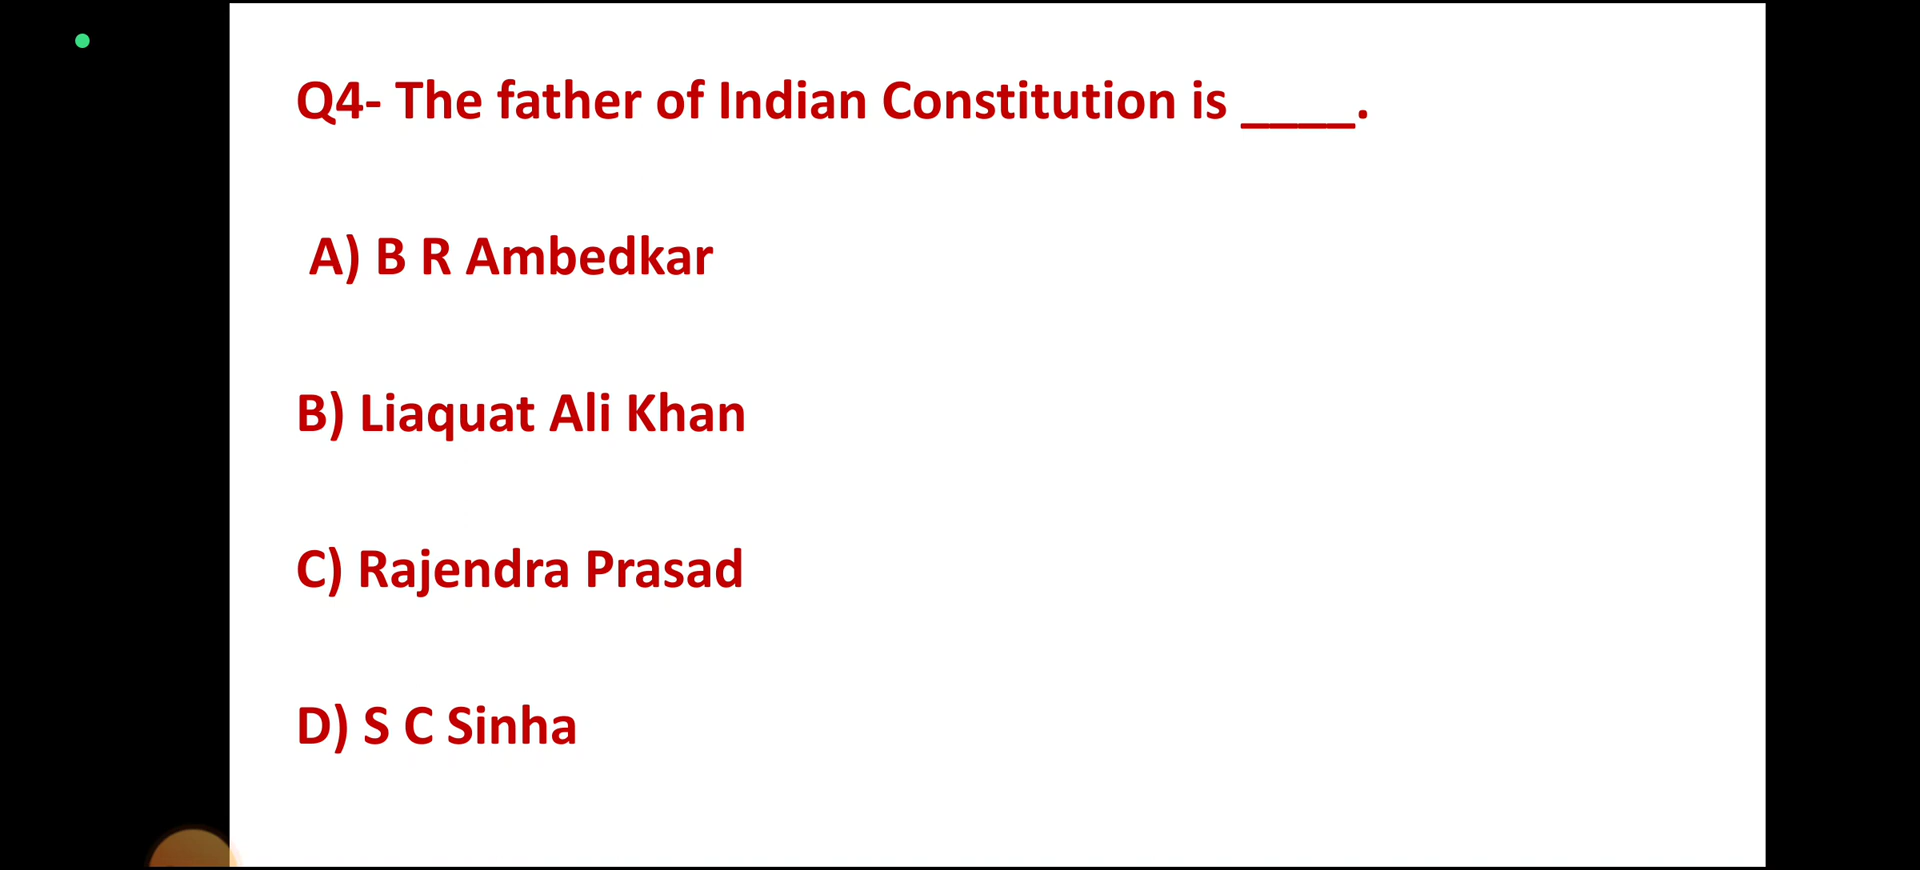 Q4- The father of Indian Constitution is ____.
A) B R Ambedkar
B) Liaquat Ali Khan
C) Rajendra Prasad
D) S C Sinha